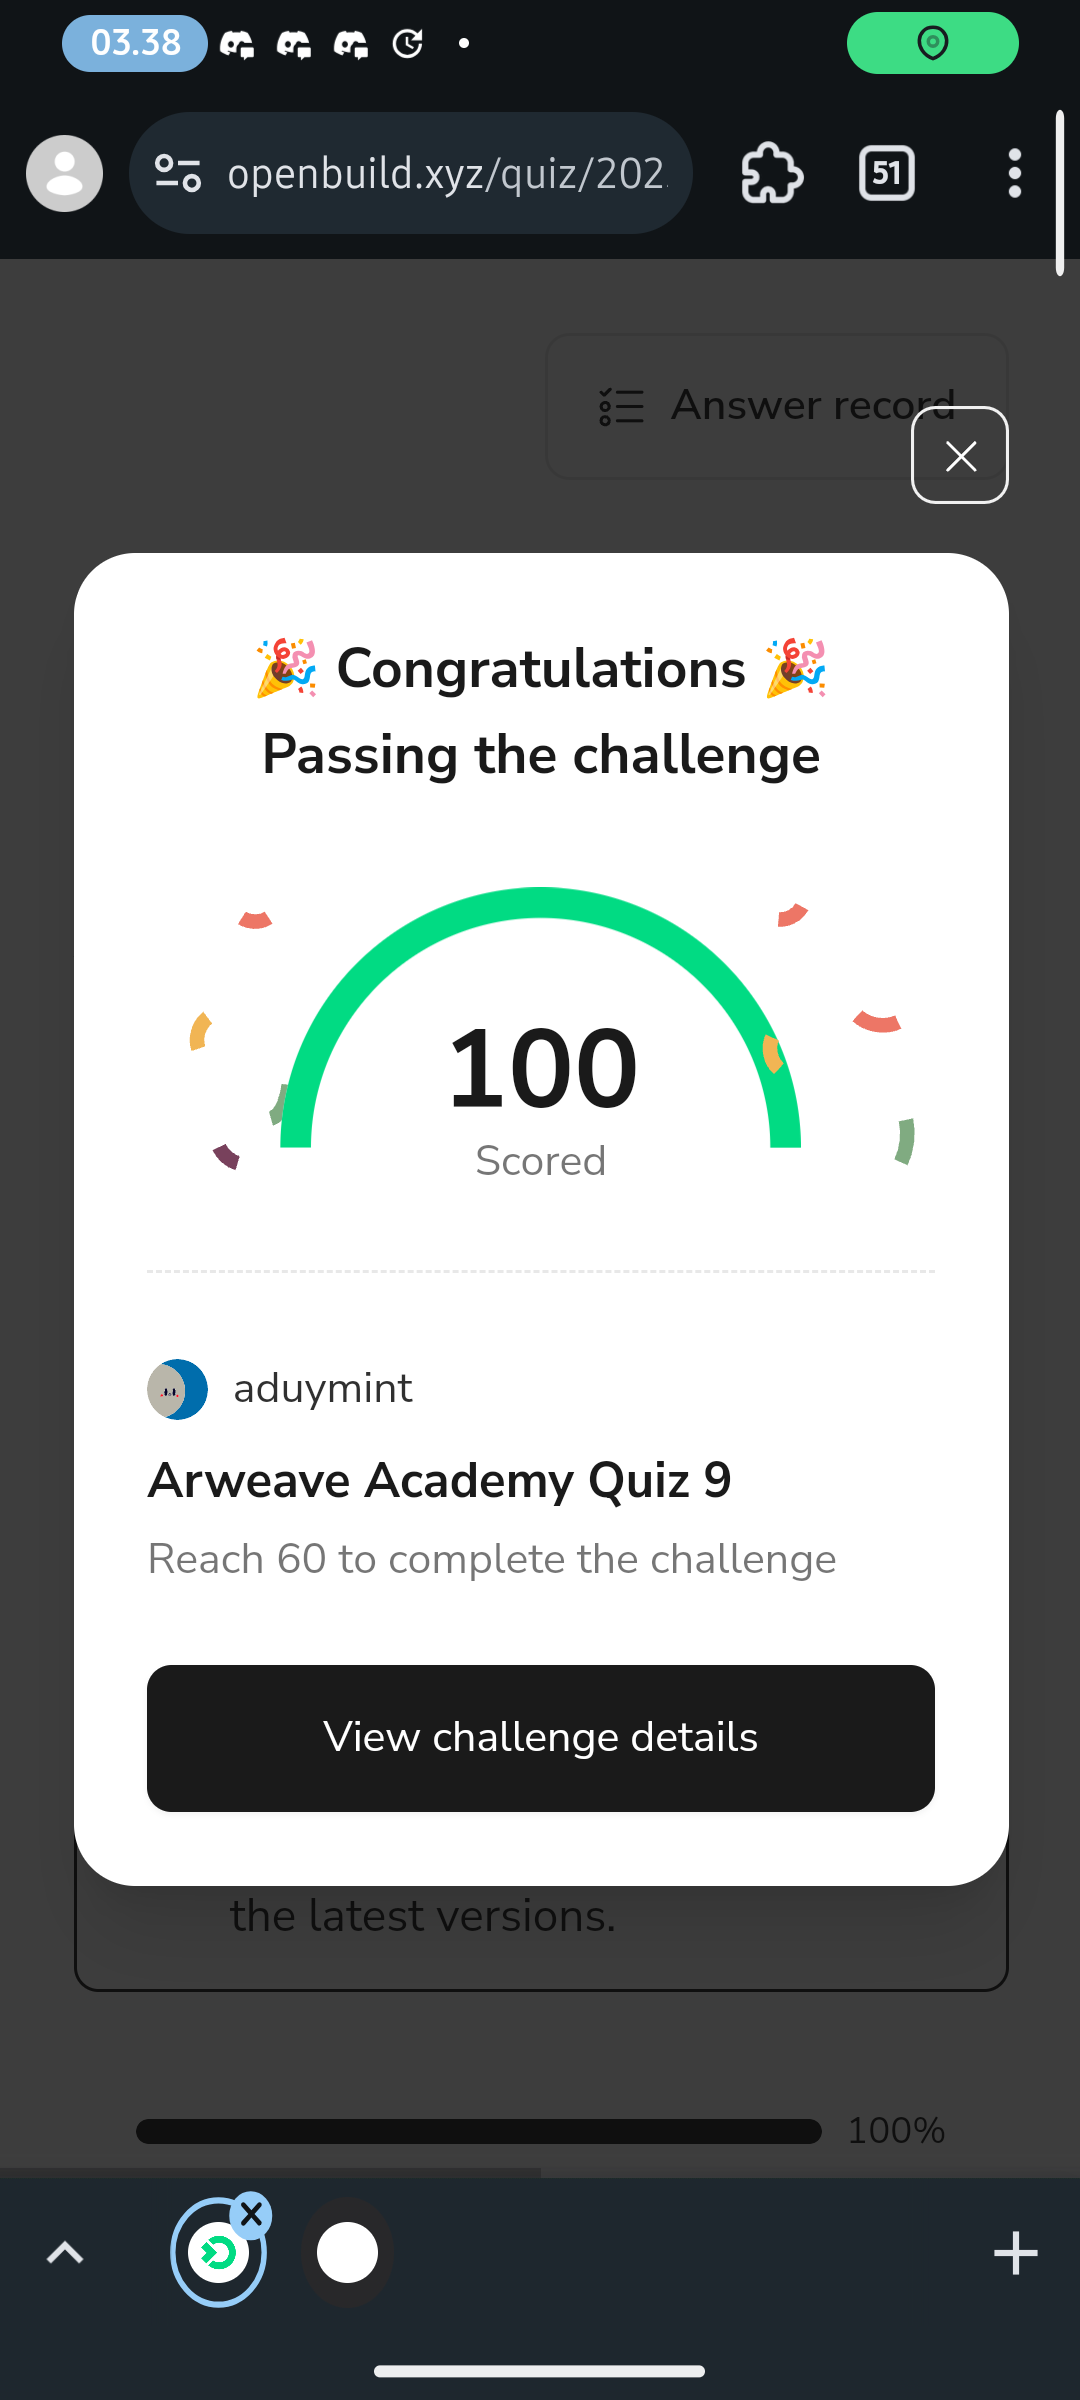 03.38
openbuild.xyz/quiz/202
51
Answer record
🎉 Congratulations 🎉
Passing the challenge
100
Scored
aduymint
Arweave Academy Quiz 9
Reach 60 to complete the challenge
View challenge details
the latest versions.
100%